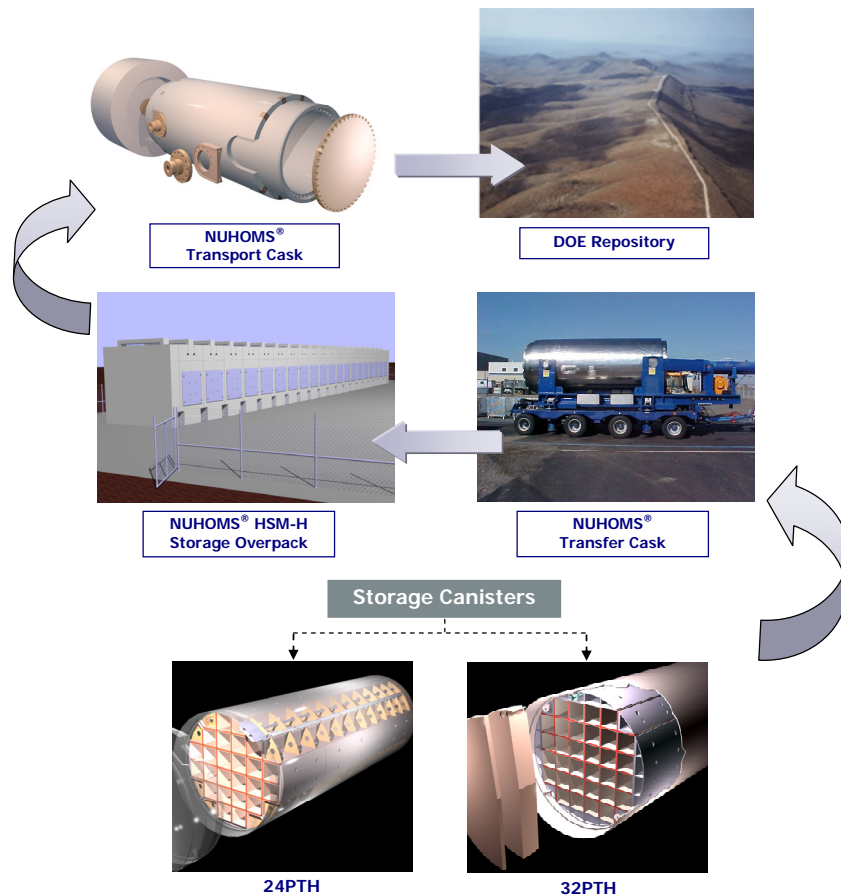 NUHOMS®
Transport Cask
DOE Repository
NUHOMS® HSM-H
Storage Overpack
NUHOMS®
Transfer Cask
Storage Canisters
24PTH
32PTH